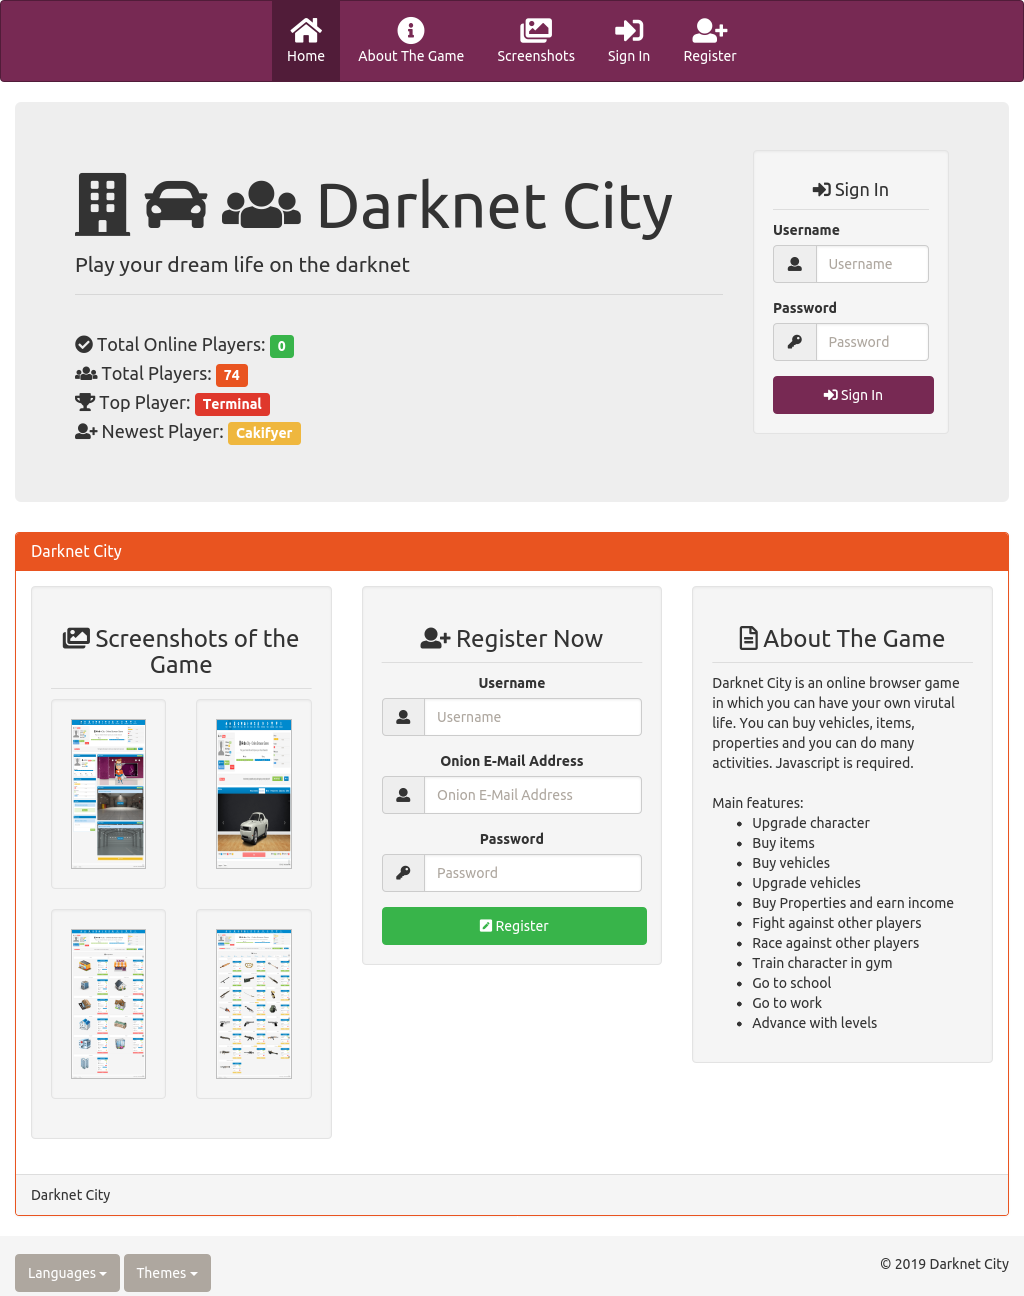 Home
About The Game
Screenshots
Sign In
Register
Darknet City
Play your dream life on the darknet
Total Online Players: 0
Total Players: 74
Top Player: Terminal
Newest Player: Cakifyer
Sign In
Username
Username
Password
Password
Sign In
Darknet City
Screenshots of the
Game
Register Now
Username
Username
Onion E-Mail Address
Onion E-Mail Address
Password
Password
Register
About The Game
Darknet City is an online browser game
in which you can have your own virutal
life. You can buy vehicles, items,
properties and you can do many
activities. Javascript is required.
Main features:
Upgrade character
Buy items
Buy vehicles
Upgrade vehicles
Buy Properties and earn income
Fight against other players
Race against other players
Train character in gym
Go to school
Go to work
Advance with levels
Darknet City
Languages
Themes
© 2019 Darknet City